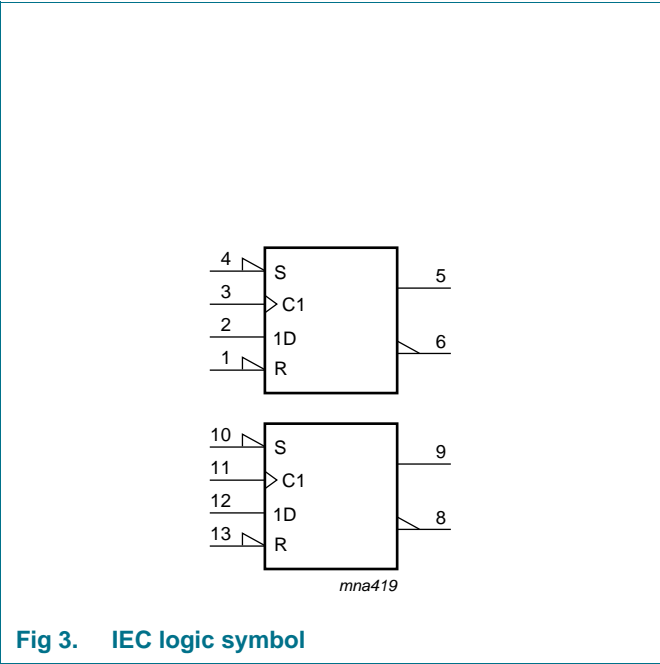 4 S 5
3 C1
2 1D 6
1 R
10 S 9
11 C1
12 1D 8
13 R
mna419
Fig 3. IEC logic symbol